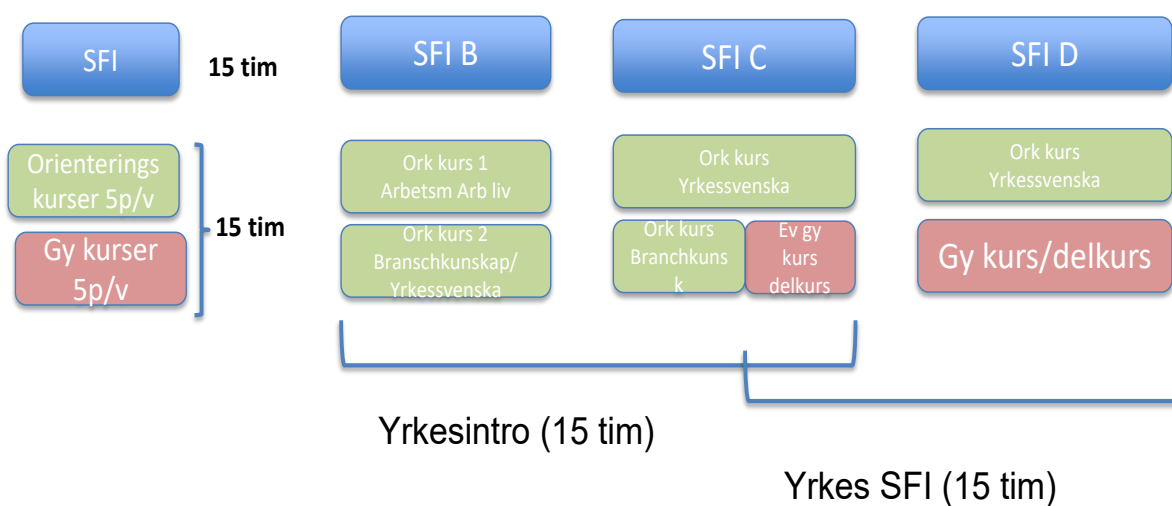 SFI
15 tim
SFI B
SFI C
SFI D
Orienterings
kurser 5p/v
Gy kurser
5p/v
15 tim
Ork kurs 1
Arbetsm Arb liv
Ork kurs 2
Branschkunskap/
Yrkessvenska
Ork kurs
Yrkessvenska
Ork kurs
Branchkuns
k
Ev gy
kurs
delkurs
Ork kurs
Yrkessvenska
Gy kurs/delkurs
Yrkesintro (15 tim)
Yrkes SFI (15 tim)